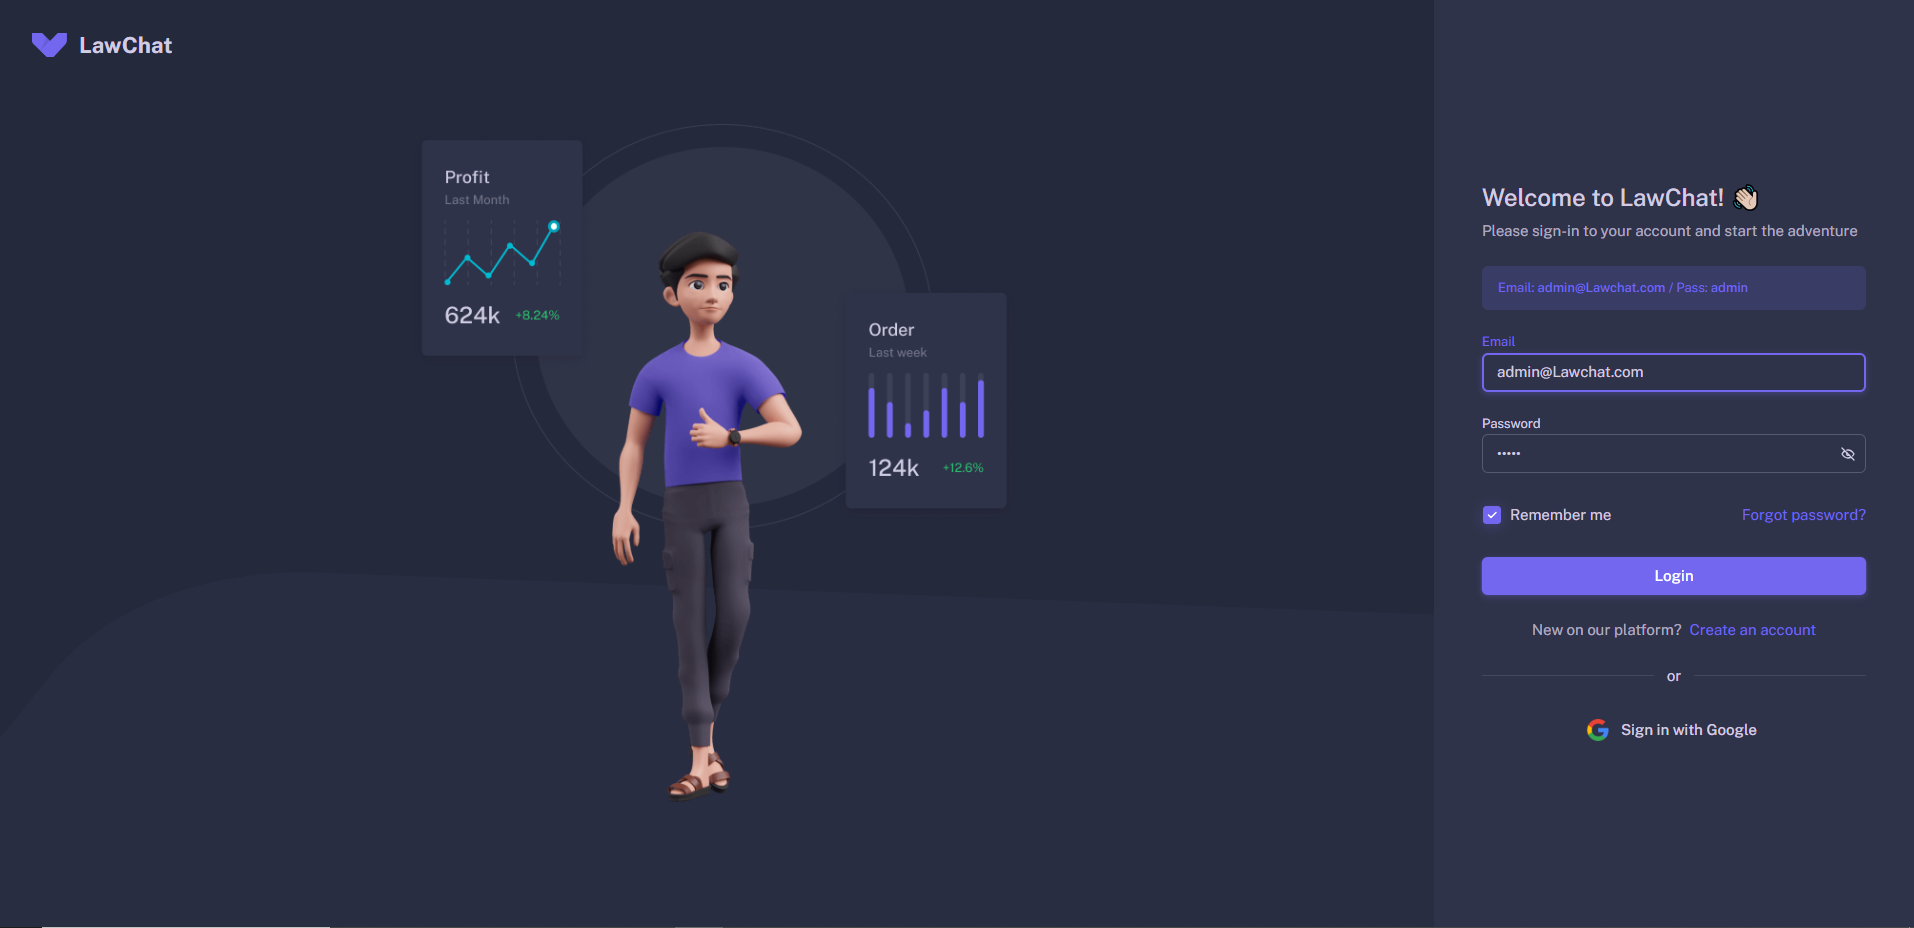 LawChat
Profit
Last Month
624k +8.24%
Order
Last week
124k +12.6%
Welcome to LawChat! 👋🏻
Please sign-in to your account and start the adventure
Email: admin@Lawchat.com / Pass: admin
Email
admin@Lawchat.com
Password
•••••
Remember me Forgot password?
Login
New on our platform? Create an account
or
Sign in with Google